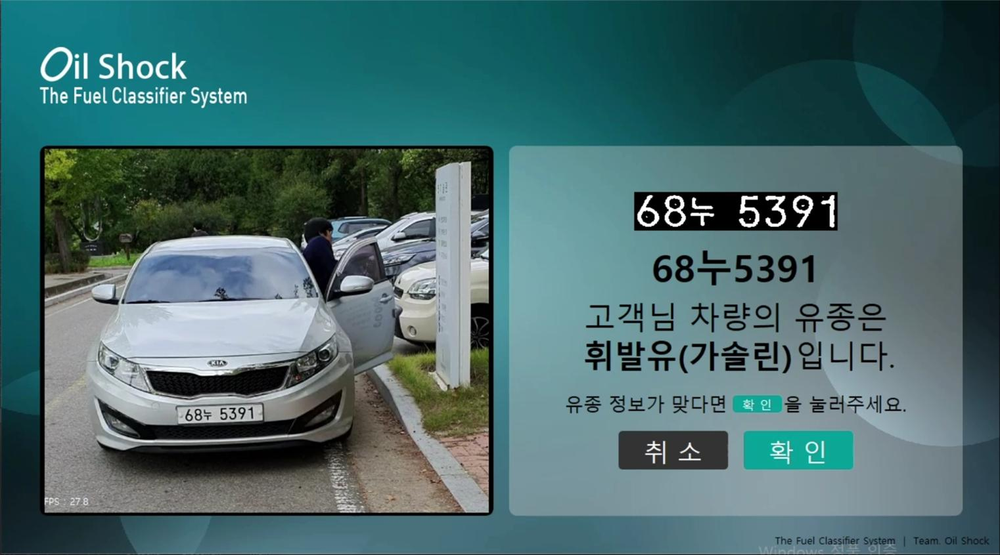 Oil Shock
The Fuel Classifier System
KIA
68누 5391
FPS : 27.8
68누 5391
68누5391
고객님 차량의 유종은
휘발유(가솔린)입니다.
유종 정보가 맞다면 확인을 눌러주세요.
취소
확인
The Fuel Classifier System | Team. Oil Shock
Windows 정품 인증